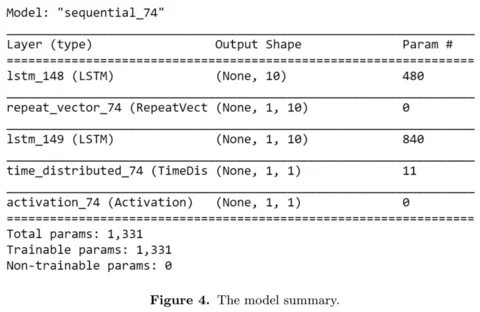 Model: "sequential_74"
Layer (type) Output Shape Param #
lstm_148 (LSTM) (None, 10) 480
repeat_vector_74 (RepeatVect (None, 1, 10) 0
lstm_149 (LSTM) (None, 1, 10) 840
time_distributed_74 (TimeDis (None, 1, 1) 11
activation_74 (Activation) (None, 1, 1) 0
Total params: 1,331
Trainable params: 1,331
Non-trainable params: 0
Figure 4. The model summary.